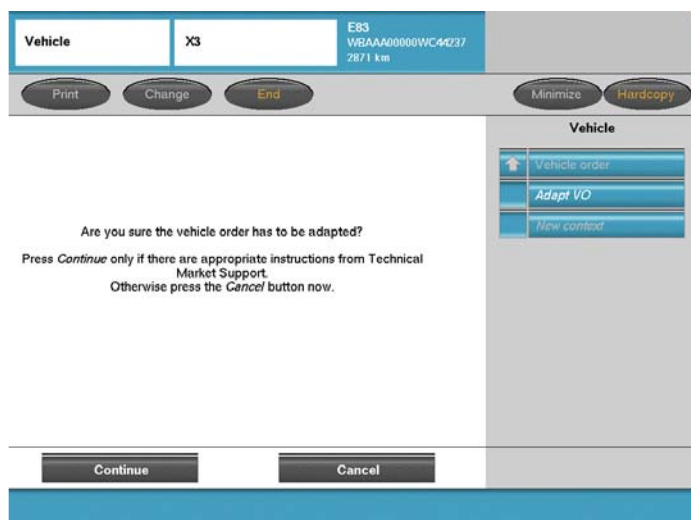 Vehicle
X3
E83
WBAAA00000WC44237
2871 km
Print
Change
End
Minimize
Hardcopy
Vehicle
Vehicle order
Adapt VO
New context
Are you sure the vehicle order has to be adapted?
Press Continue only if there are appropriate instructions from Technical
Market Support.
Otherwise press the Cancel button now.
Continue
Cancel